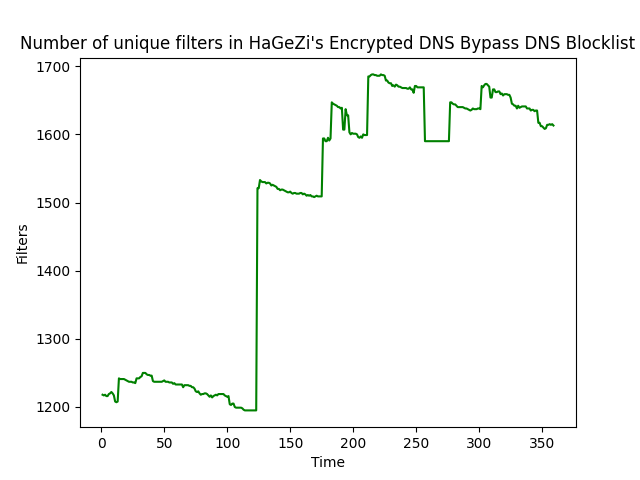 Number of unique filters in HaGeZi's Encrypted DNS Bypass DNS Blocklist
1700
1600
1500
1400
1300
1200
Filters
0 50 100 150 200 250 300 350
Time